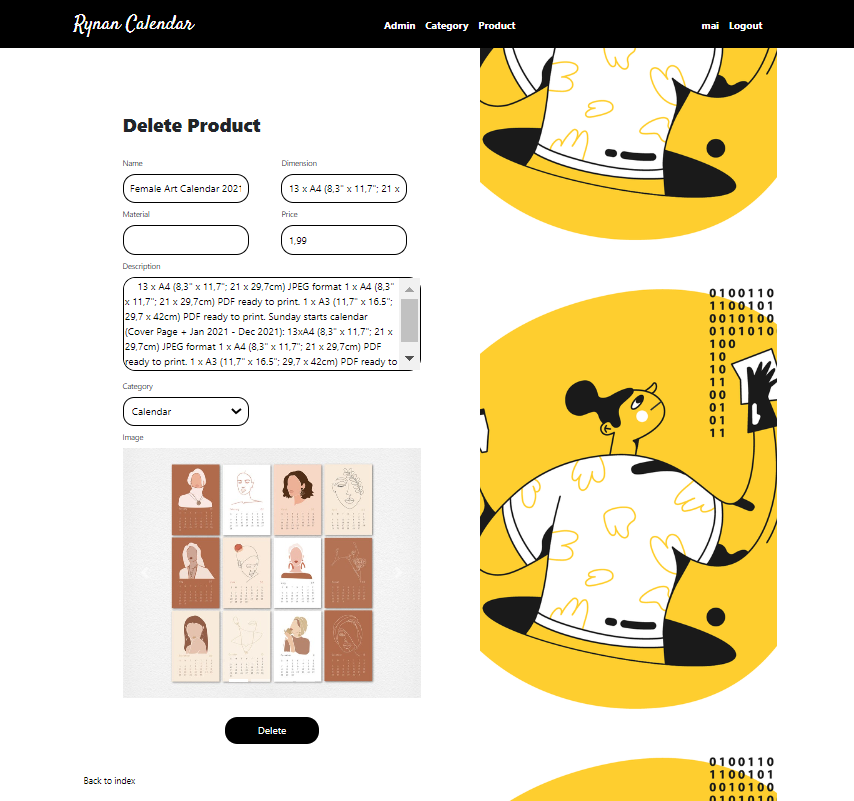 Rynan Calendar
Admin Category Product
mai Logout
Delete Product
Name
Female Art Calendar 2021
Dimension
13 x A4 (8,3" x 11,7"; 21 x
Material
Price
1,99
Description
13 x A4 (8,3" x 11,7"; 21 x 29,7cm) JPEG format 1 x A4 (8,3"
x 11,7"; 21 x 29,7cm) PDF ready to print. 1 x A3 (11,7" x 16.5";
29,7 x 42cm) PDF ready to print. Sunday starts calendar
(Cover Page + Jan 2021 - Dec 2021): 13xA4 (8,3" x 11,7"; 21 x
29,7cm) JPEG format 1 x A4 (8,3" x 11,7"; 21 x 29,7cm) PDF
ready to print. 1 x A3 (11,7" x 16.5"; 29,7 x 42cm) PDF ready to
Category
Calendar
Image
Delete
Back to index
0100110
1100101
0010100
0101010
100
10
10
11
00
01
01
11
0100110
1100101
0010100
0101010